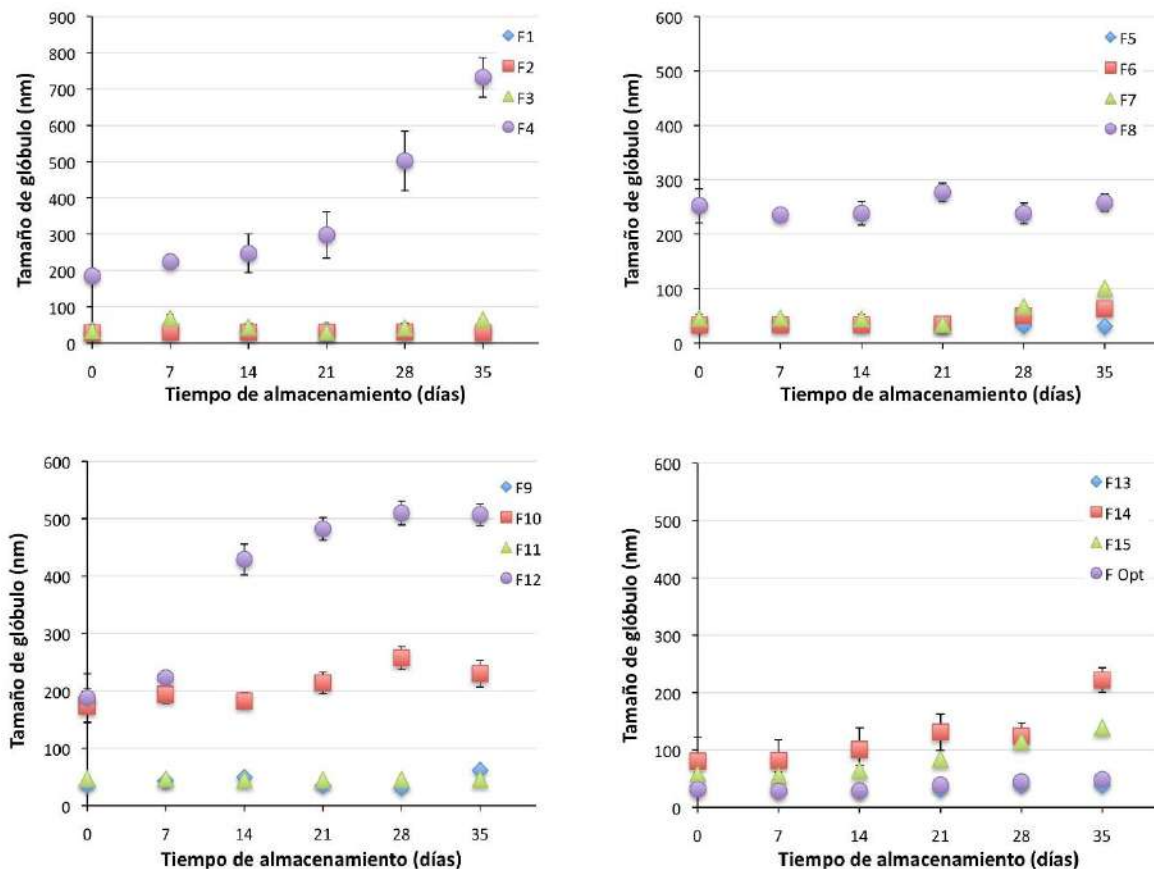 900
800
700
600
500
400
300
200
100
0
0 7 14 21 28 35
Tamaño de glóbulo (nm)
Tiempo de almacenamiento (días)
F1
F2
F3
F4
600
500
400
300
200
100
0
0 7 14 21 28 35
Tamaño de glóbulo (nm)
Tiempo de almacenamiento (días)
F5
F6
F7
F8
600
500
400
300
200
100
0
0 7 14 21 28 35
Tamaño de glóbulo (nm)
Tiempo de almacenamiento (días)
F9
F10
F11
F12
600
500
400
300
200
100
0
0 7 14 21 28 35
Tamaño de glóbulo (nm)
Tiempo de almacenamiento (días)
F13
F14
F15
F Opt